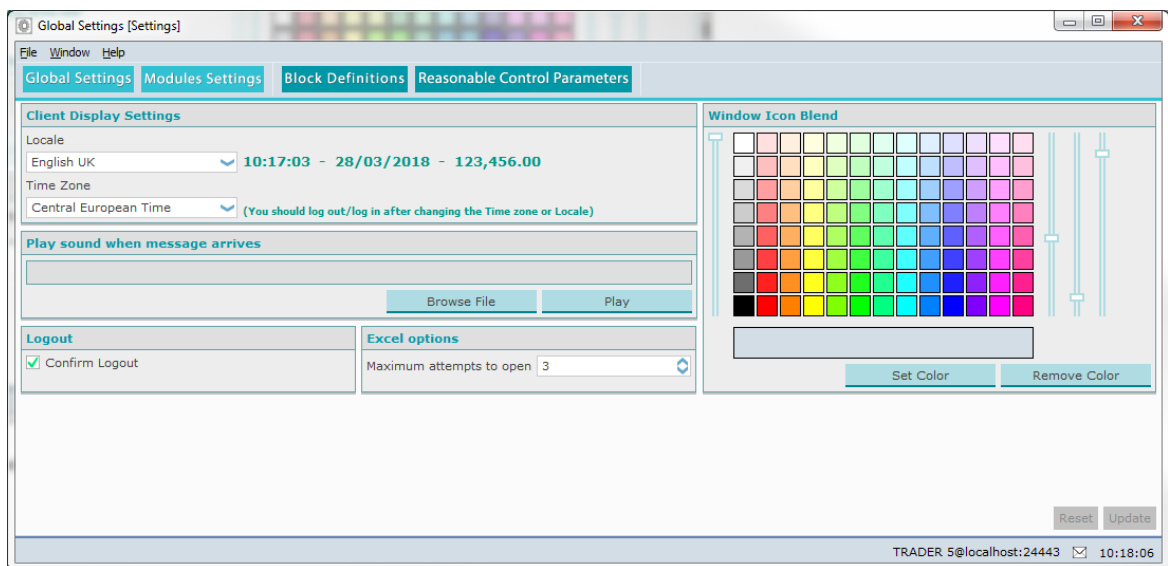 Global Settings [Settings]
File Window Help
Global Settings Modules Settings Block Definitions Reasonable Control Parameters
Client Display Settings
Window Icon Blend
Locale
English UK 10:17:03 - 28/03/2018 - 123,456.00
Time Zone
Central European Time (You should log out/log in after changing the Time zone or Locale)
Play sound when message arrives
Browse File Play
Logout
Excel options
Confirm Logout
Maximum attempts to open 3
Set Color Remove Color
Reset Update
TRADER 5@localhost:24443 10:18:06